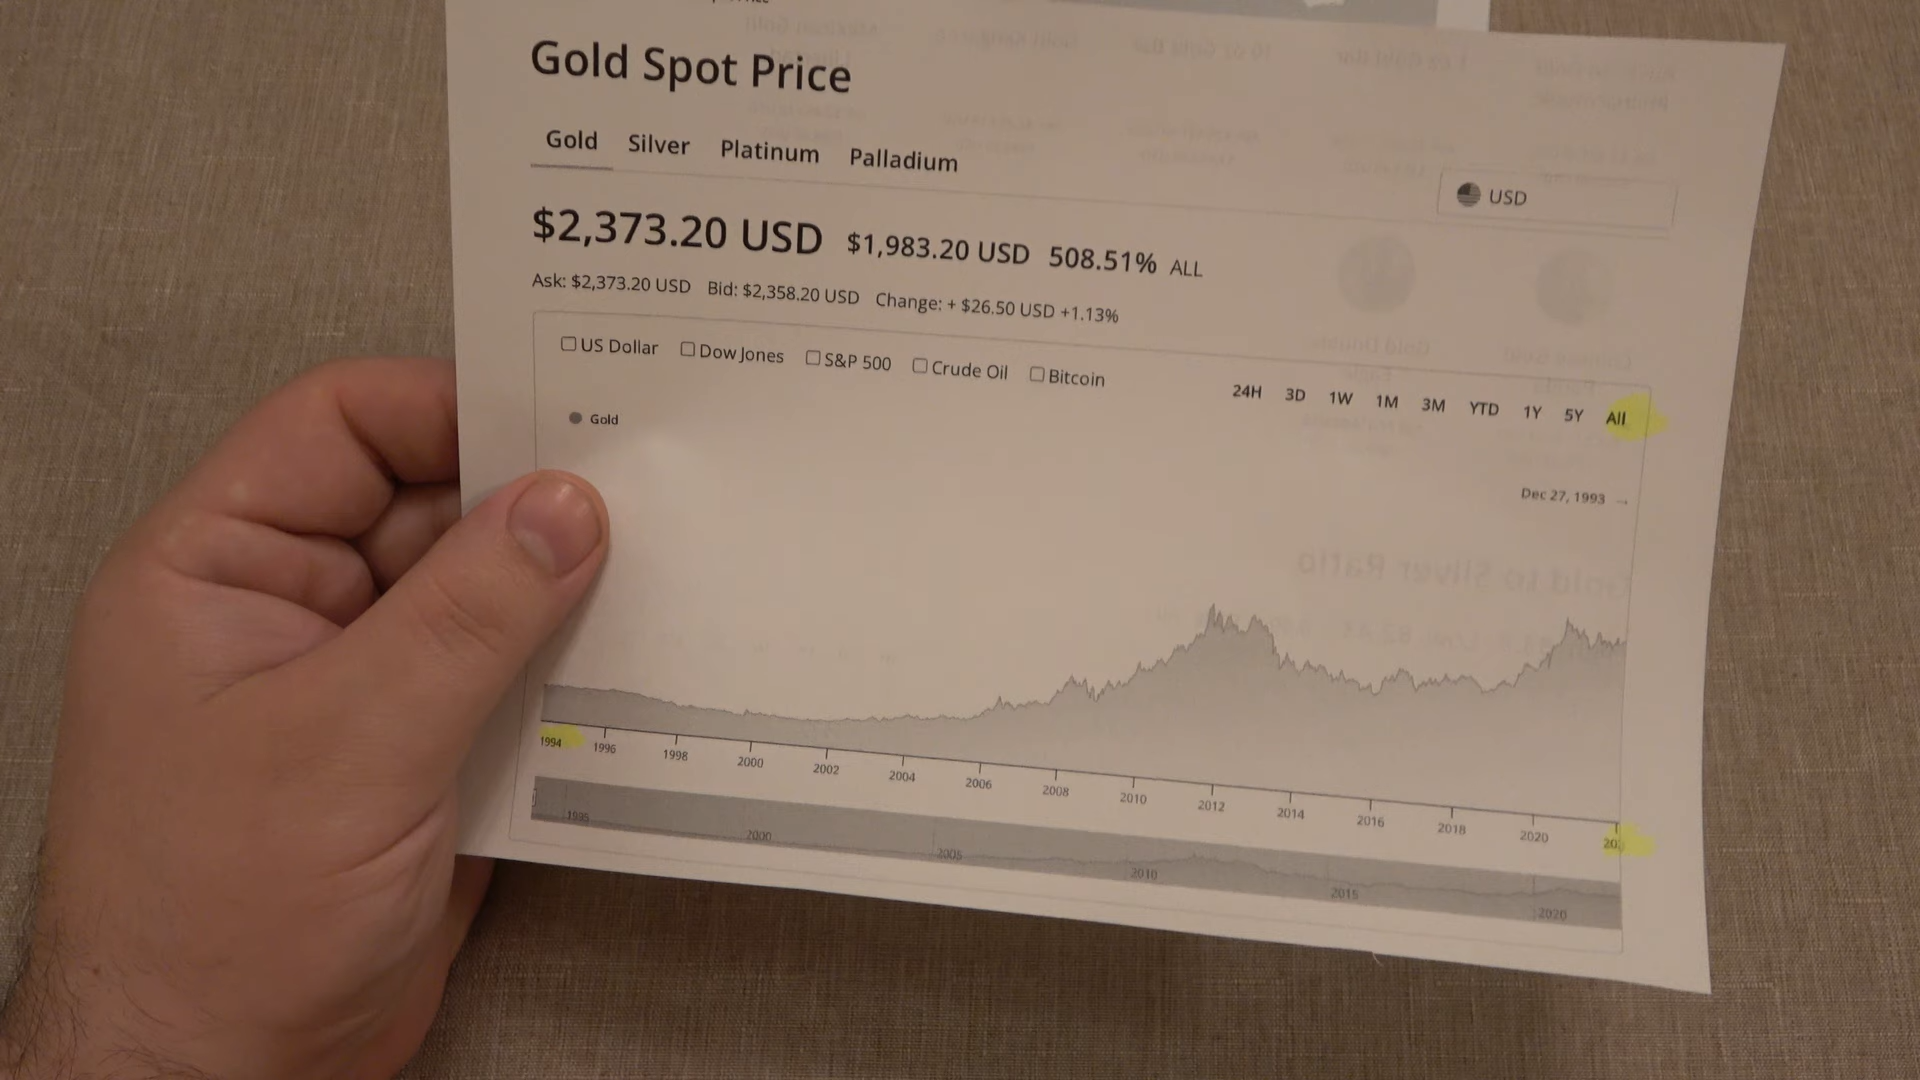 Gold Spot Price
Gold Silver Platinum Palladium
USD
$2,373.20 USD $1,983.20 USD 508.51% ALL
Ask: $2,373.20 USD Bid: $2,358.20 USD Change: + $26.50 USD +1.13%
US Dollar Dow Jones S&P 500 Crude Oil Bitcoin
24H 3D 1W 1M 3M YTD 1Y 5Y All
Gold
Dec 27, 1993 →
Gold to Silver Ratio
1994 1996 1998 2000 2002 2004 2006 2008 2010 2012 2014 2016 2018 2020
1995 2000 2005 2010 2015 2020